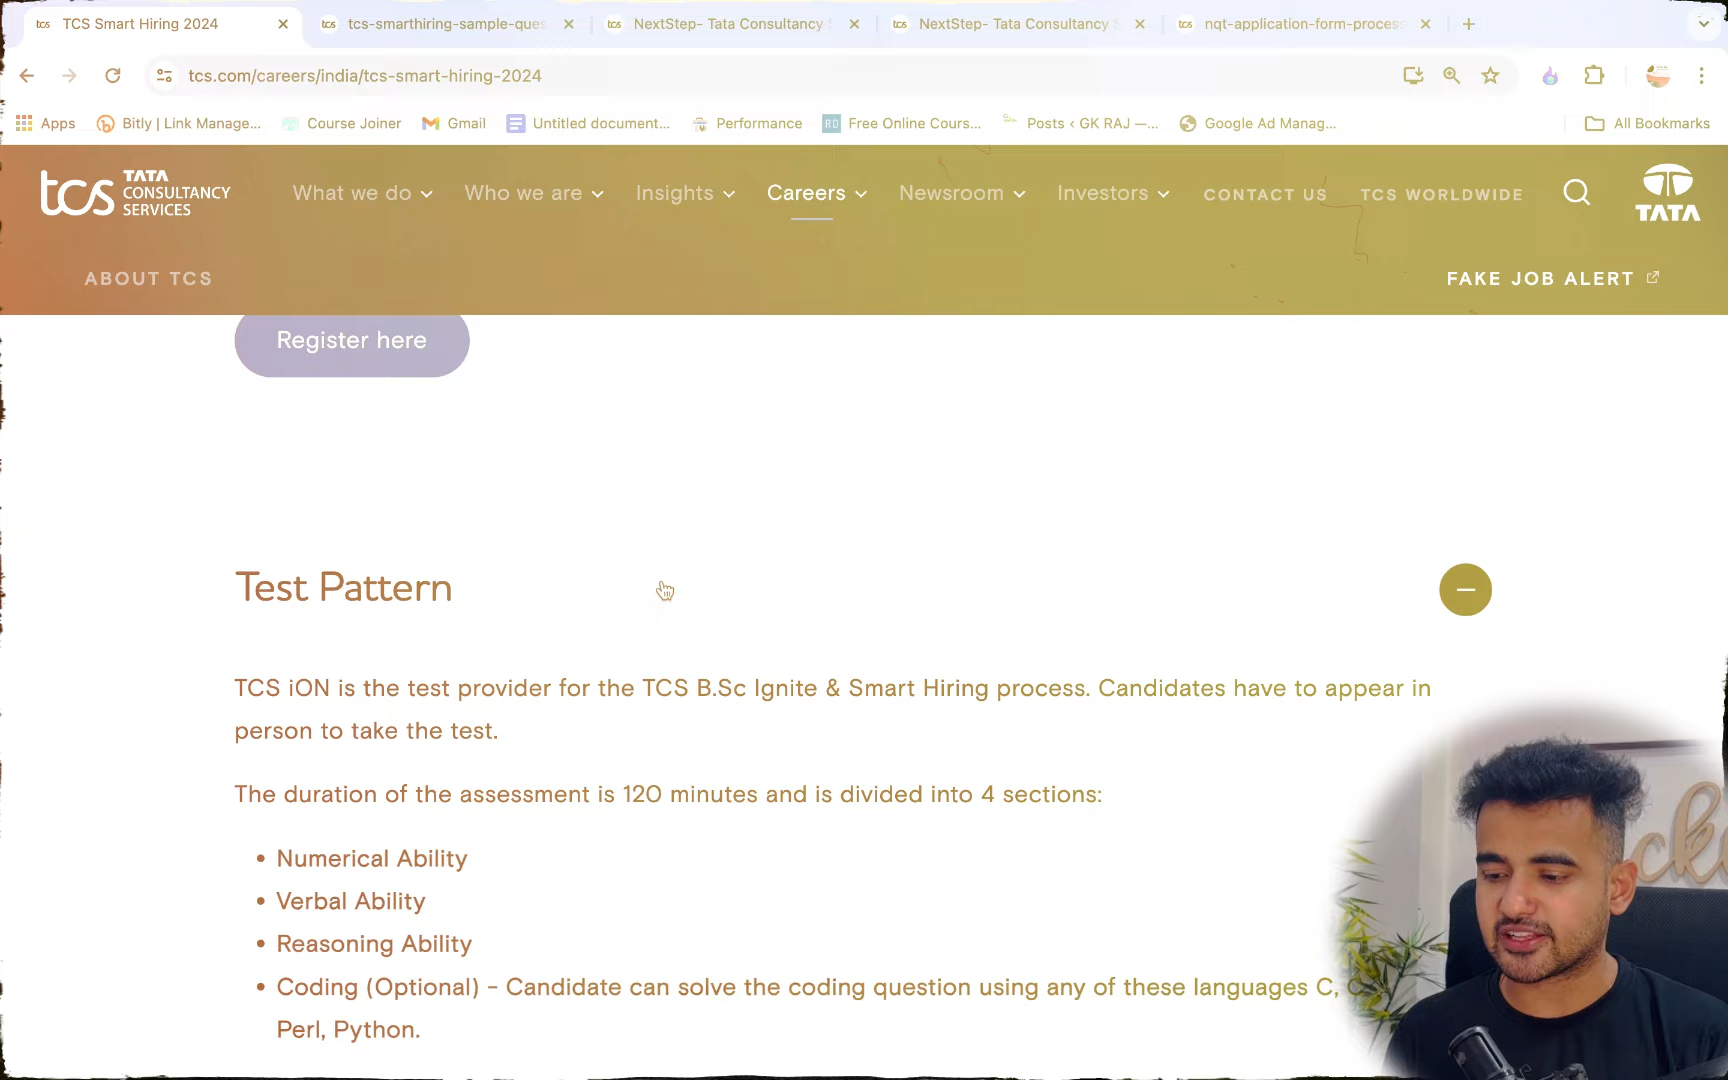 TCS Smart Hiring 2024
tcs-smarthiring-sample-ques
NextStep- Tata Consultancy S
NextStep- Tata Consultancy S
nqt-application-form-process
tcs.com/careers/india/tcs-smart-hiring-2024
Apps
Bitly | Link Manage...
Course Joiner
Gmail
Untitled document...
Performance
RD
Free Online Cours...
Posts ‹ GK RAJ —...
Google Ad Manag...
All Bookmarks
tcs TATA CONSULTANCY SERVICES
What we do
Who we are
Insights
Careers
Newsroom
Investors
CONTACT US
TCS WORLDWIDE
TATA
ABOUT TCS
FAKE JOB ALERT
Register here
Test Pattern
TCS iON is the test provider for the TCS B.Sc Ignite & Smart Hiring process. Candidates have to appear in
person to take the test.
The duration of the assessment is 120 minutes and is divided into 4 sections:
• Numerical Ability
• Verbal Ability
• Reasoning Ability
• Coding (Optional) - Candidate can solve the coding question using any of these languages C,
Perl, Python.